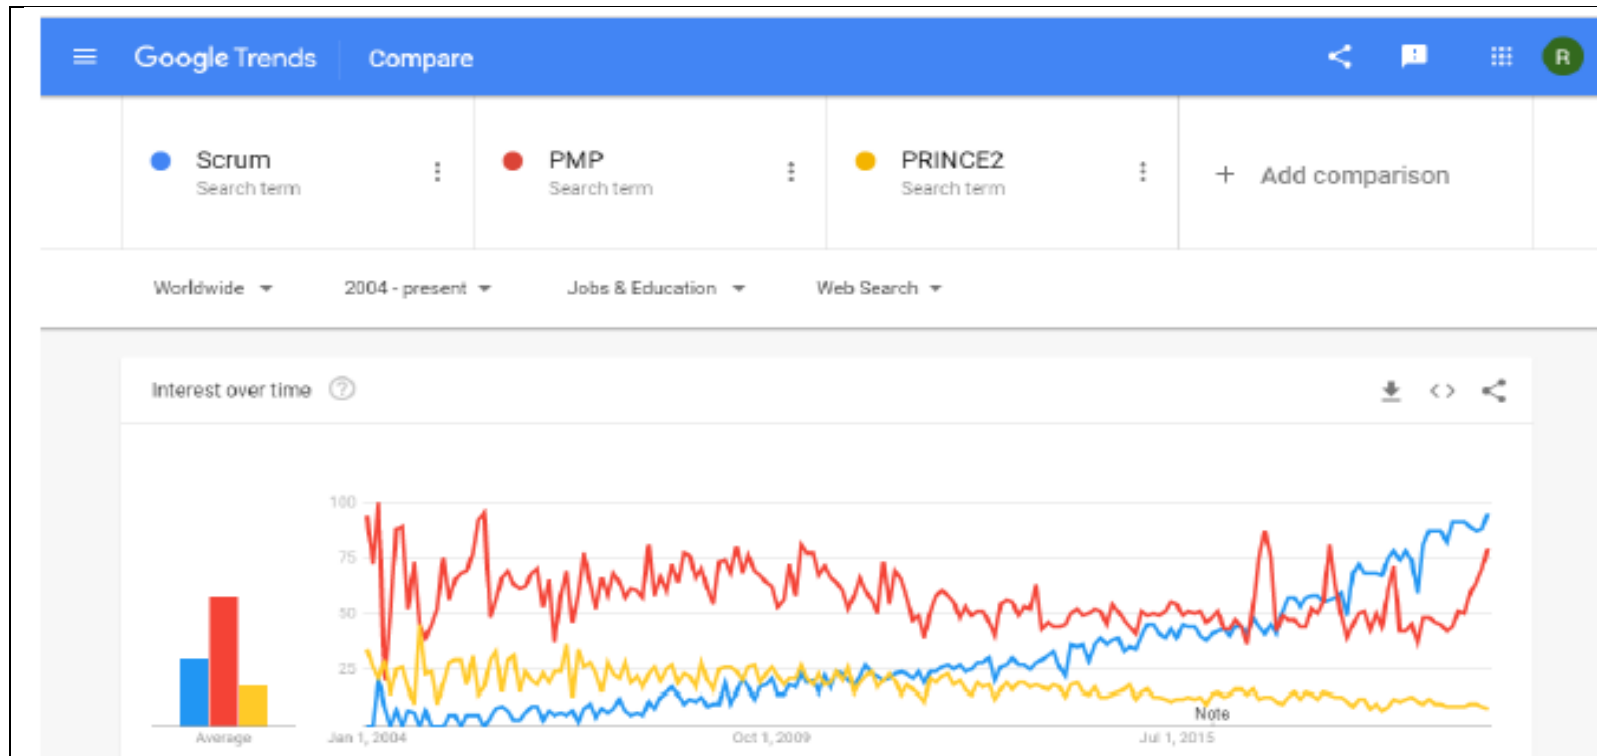 Google Trends Compare R
Scrum PMP PRINCE2
Search term Search term Search term
+ Add comparison
Worldwide 2004 - present Jobs & Education Web Search
Interest over time ?
100
75
50
25
Note
Average Jan 1, 2004 Oct 1, 2009 Jul 1, 2015